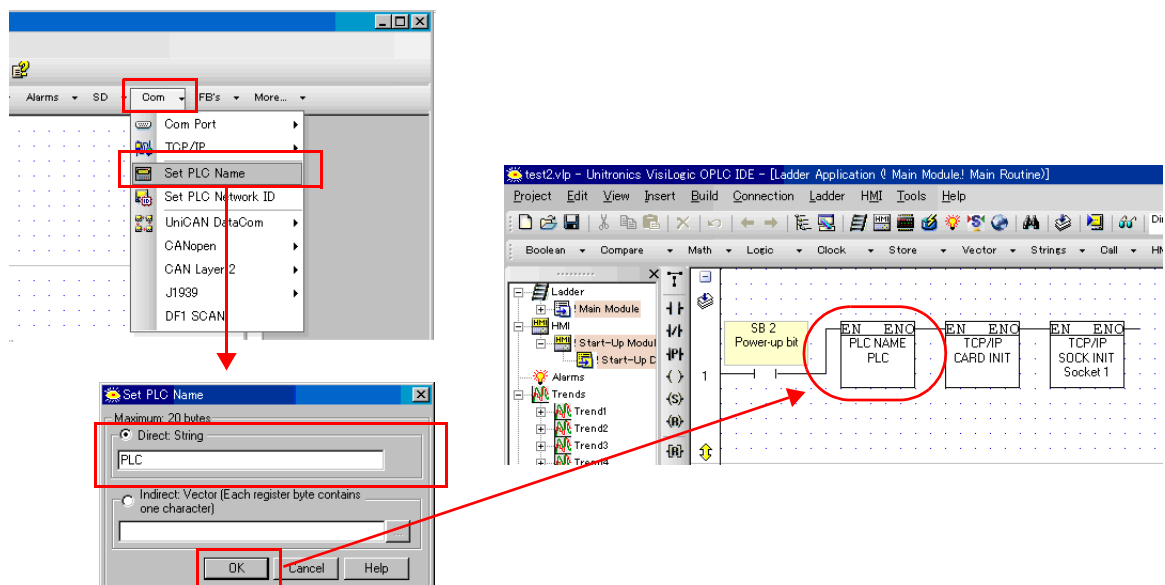 Alarms SD Com FB's More...
Com Port
TCP/IP
Set PLC Name
Set PLC Network ID
UniCAN DataCom
CANopen
CAN Layer 2
J1939
DF1 SCAN
Set PLC Name
Maximum: 20 bytes
Direct: String
PLC
Indirect: Vector (Each register byte contains
one character)
...
OK Cancel Help
test2.vlp - Unitronics VisiLogic OPLC IDE - [Ladder Application (! Main Module:! Main Routine)]
Project Edit View Insert Build Connection Ladder HMI Tools Help
Boolean Compare Math Logic Clock Store Vector Strings Call
Ladder
! Main Module
HMI
! Start-Up Modul
! Start-Up D
Alarms
Trends
Trend1
Trend2
Trend3
Trend4
1
SB 2
Power-up bit
EN ENO
PLC NAME
PLC
EN ENO
TCP/IP
CARD INIT
EN ENO
TCP/IP
SOCK INIT
Socket 1